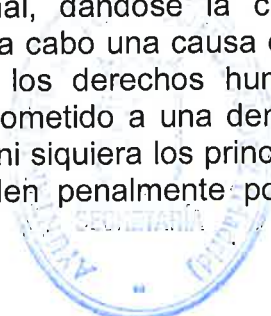 nal, dándose la c
a cabo una causa
los derechos hur
ometido a una der
ni siquiera los princ
den penalmente po
SECRETARÍA